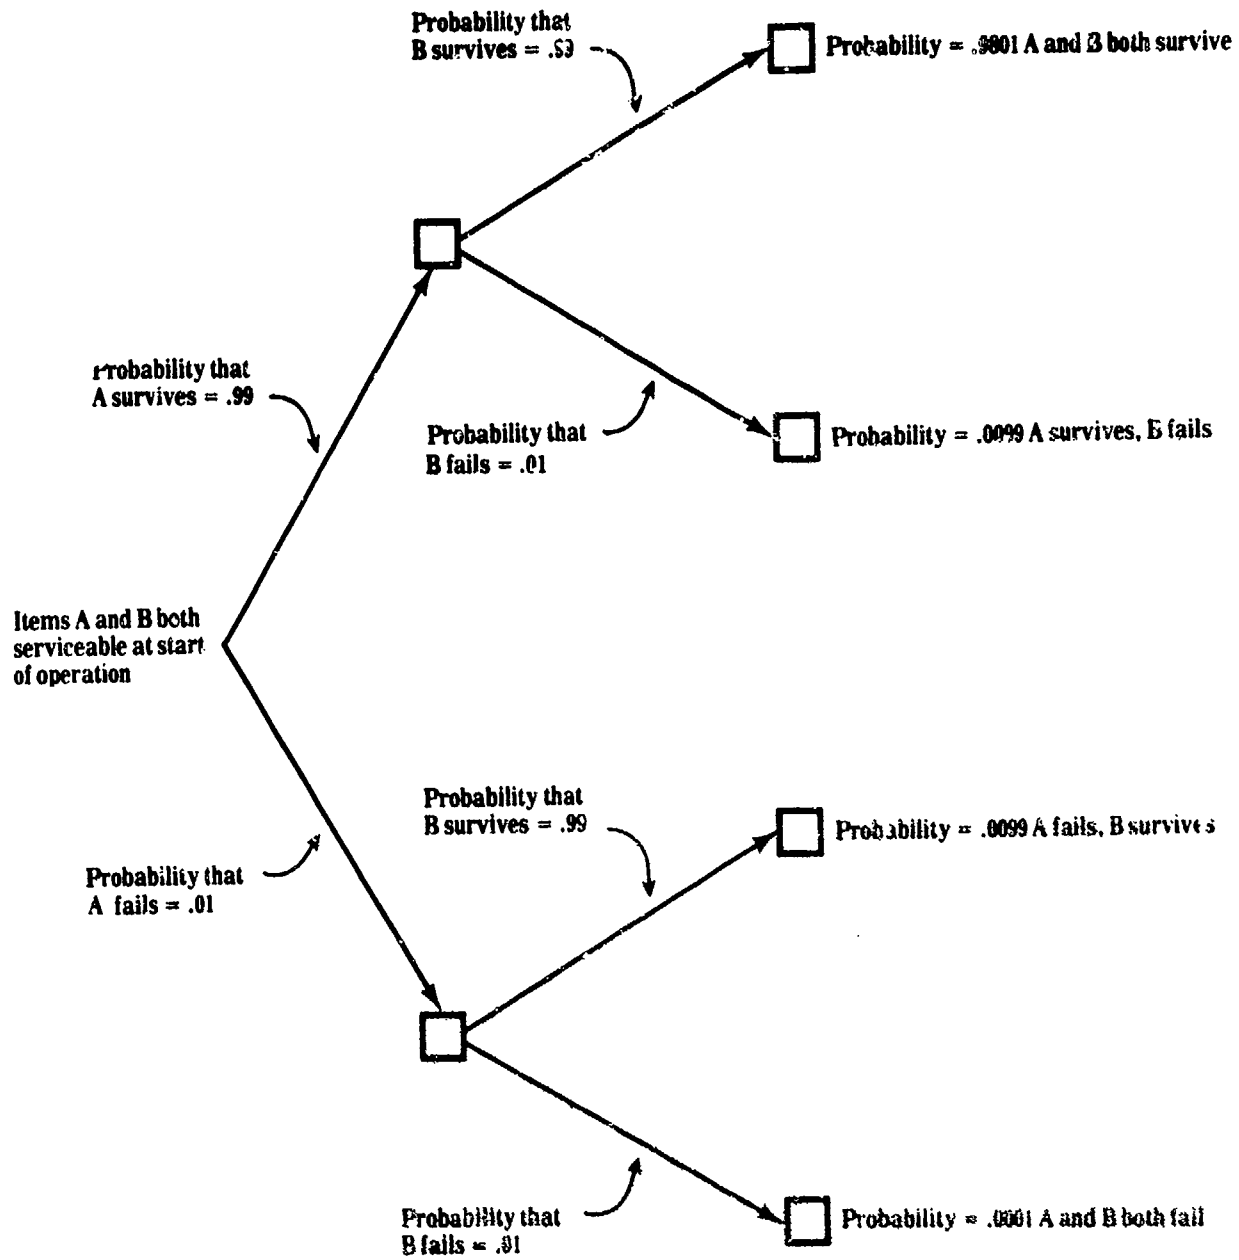 Probability that
B survives = .99
Probability = .9801 A and B both survive
Probability that
A survives = .99
Probability that
B fails = .01
Probability = .0099 A survives, B fails
Items A and B both
serviceable at start
of operation
Probability that
B survives = .99
Probability = .0099 A fails, B survives
Probability that
A fails = .01
Probability that
B fails = .01
Probability = .0001 A and B both fail